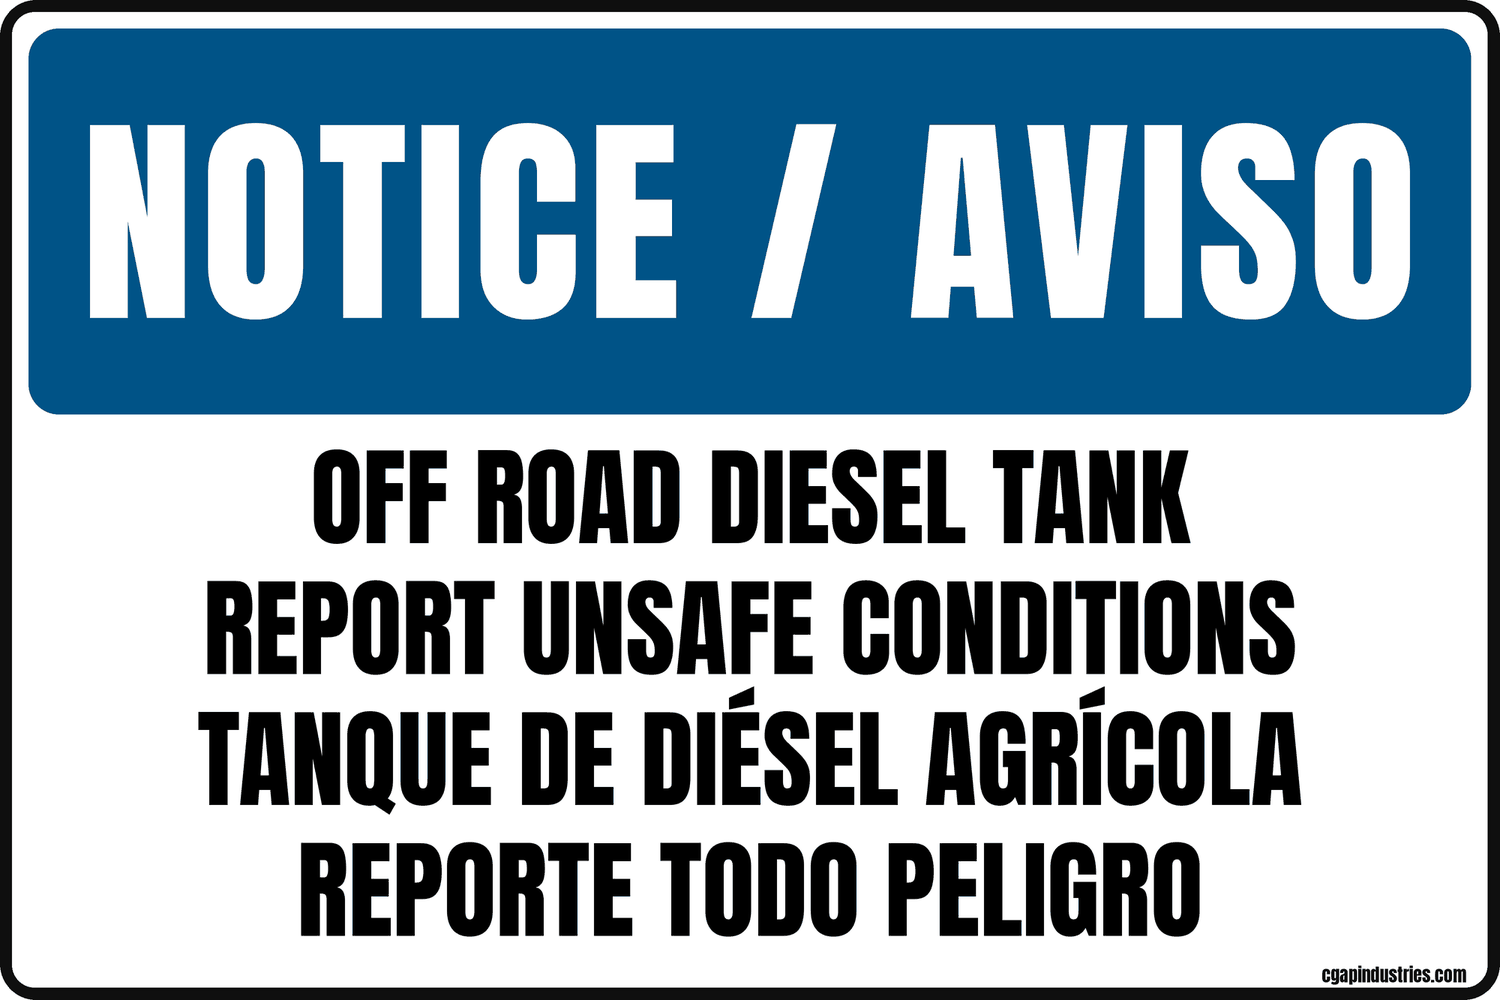 NOTICE / AVISO
OFF ROAD DIESEL TANK
REPORT UNSAFE CONDITIONS
TANQUE DE DIÉSEL AGRÍCOLA
REPORTE TODO PELIGRO
cgapindustries.com